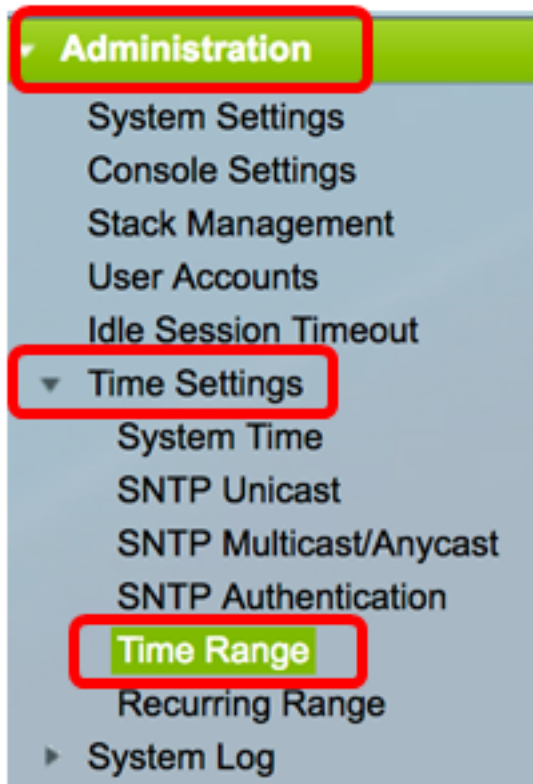 Administration
System Settings
Console Settings
Stack Management
User Accounts
Idle Session Timeout
Time Settings
System Time
SNTP Unicast
SNTP Multicast/Anycast
SNTP Authentication
Time Range
Recurring Range
System Log